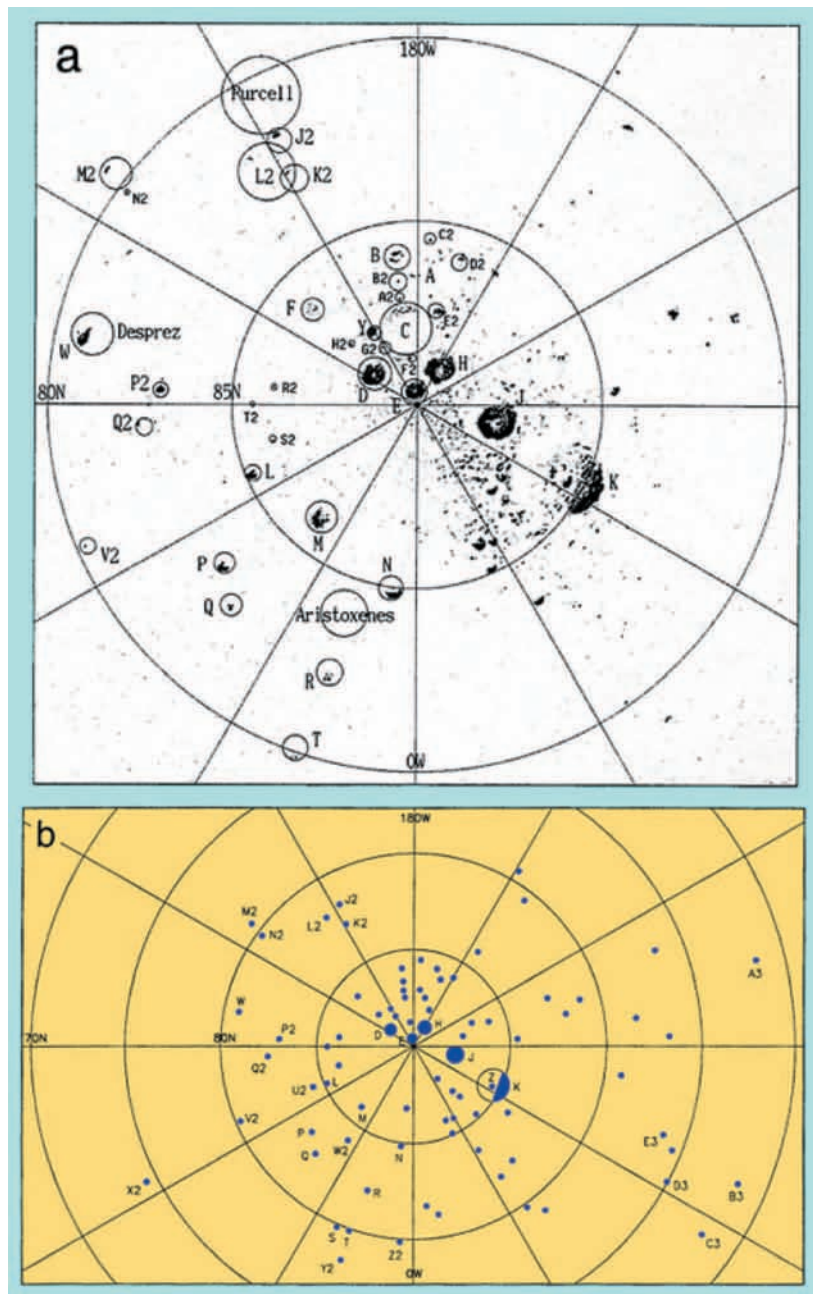 a
180W
Purcell
J2
M2
L2
K2
N2
C2
B
A
D2
B2
A2
F
E2
C
Y
W
Desprez
H2
G2
F2
H
D
P2
R2
E
J
80N
85N
T2
Q2
S2
L
K
M
V2
P
N
Q
Aristoxenes
R
T
0W
b
180W
M2
J2
N2
L2
K2
A3
W
D
H
P2
E
70N
80N
J
Q2
Z
K
U2
L
V2
M
P
W2
E3
Q
N
X2
R
D3
B3
S
T
Z2
C3
Y2
0W